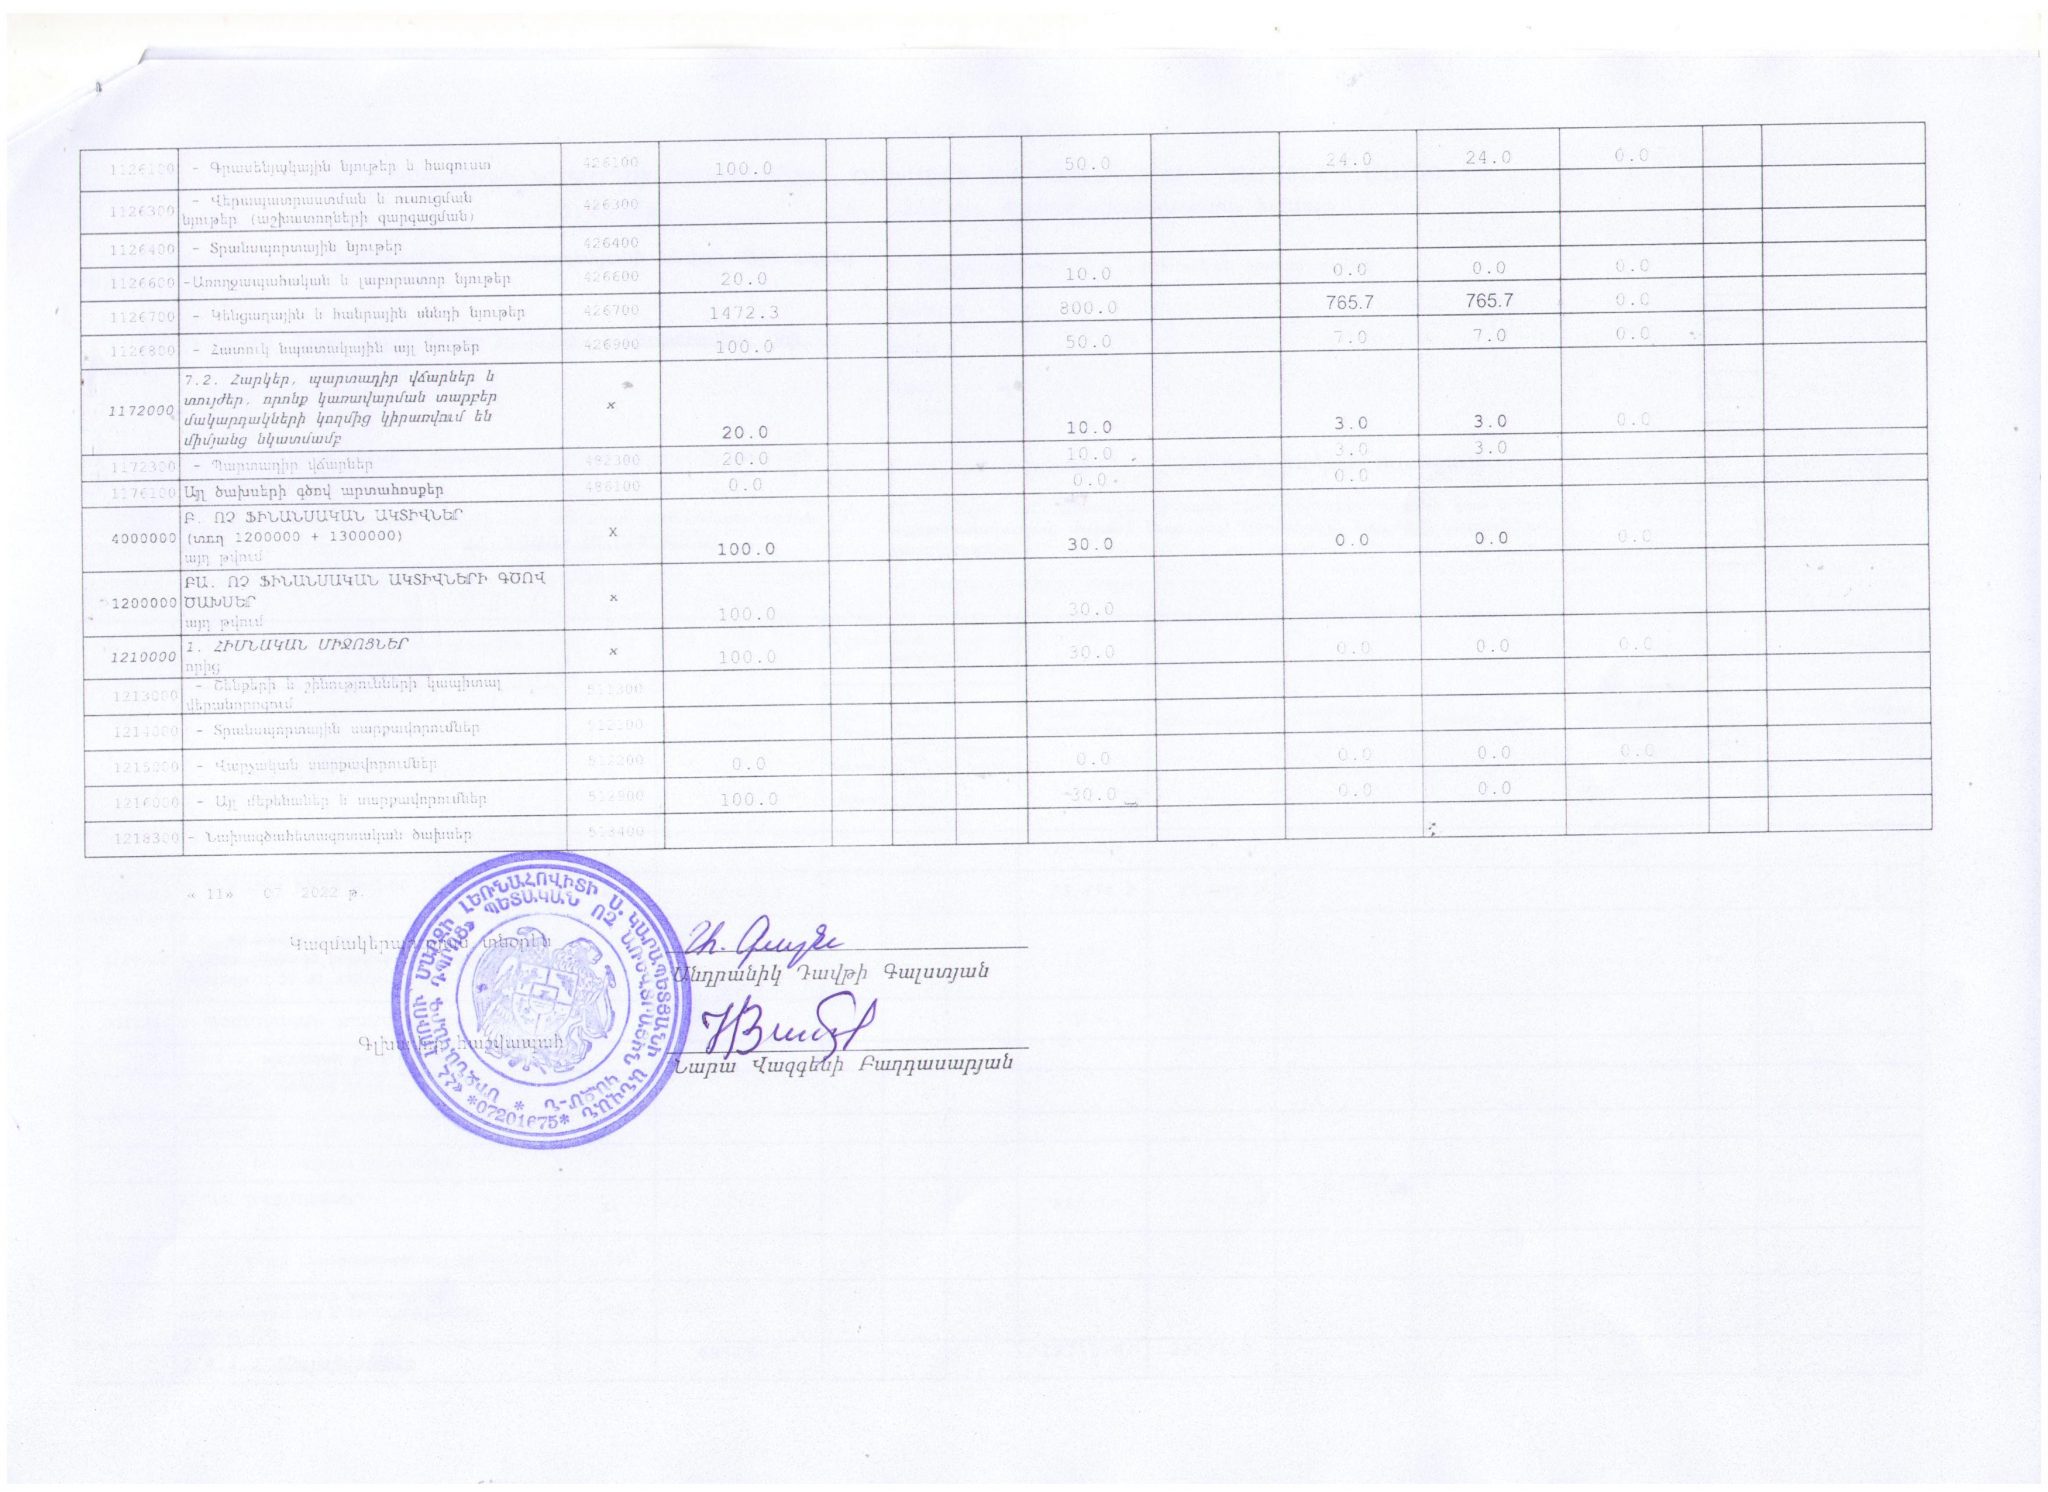 1126100 - Գրասենյակային նյութեր և հագուստ 426100 100.0 50.0 24.0 24.0 0.0
1126300 - Վերապատրաստման և ուսուցման 426300
նյութեր (աշխատողների զարգացման)
1126400 - Տրանսպորտային նյութեր 426400
1126600 -Առողջապահական և լաբորատոր նյութեր 426600 20.0 10.0 0.0 0.0 0.0
1126700 - Կենցաղային և հանրային սննդի նյութեր 426700 1472.3 800.0 765.7 765.7 0.0
1126800 - Հատուկ նպատակային այլ նյութեր 426900 100.0 50.0 7.0 7.0 0.0
7.2. Հարկեր, պարտադիր վճարներ և
տույժեր, որոնք կառավարման տարբեր
1172000 մակարդակների կողմից կիրառվում են x
միմյանց նկատմամբ 20.0 10.0 3.0 3.0 0.0
1172300 - Պարտադիր վճարներ 482300 20.0 10.0 3.0 3.0
1176100 Այլ ծախսերի գծով արտահոսքեր 486100 0.0 0.0 0.0
Բ. ՈՉ ՖԻՆԱՆՍԱԿԱՆ ԱԿՏԻՎՆԵՐ
4000000 (տող 1200000 + 1300000) X 100.0 30.0 0.0 0.0 0.0
այդ թվում
ԲԱ. ՈՉ ՖԻՆԱՆՍԱԿԱՆ ԱԿՏԻՎՆԵՐԻ ԳԾՈՎ
1200000 ԾԱԽՍԵՐ x 100.0 30.0
այդ թվում
1210000 1. ՀԻՄՆԱԿԱՆ ՄԻՋՈՑՆԵՐ x 100.0 30.0 0.0 0.0 0.0
որից
1213000 - Շենքերի և շինությունների կապիտալ 511300
վերանորոգում
1214000 - Տրանսպորտային սարքավորումներ 512100
1215000 - Վարչական սարքավորումներ 512200 0.0 0.0 0.0 0.0 0.0
1216000 - Այլ մեքենաներ և սարքավորումներ 512900 100.0 30.0 0.0 0.0
1218300 - Նախագծահետազոտական ծախսեր 513400
« 11» 07 2022 թ.
Կազմակերպության տնօրեն
Անդրանիկ Դավթի Գալստյան
Գլխավոր հաշվապահ
Նարա Վազգենի Բաղդասարյան
ՀՀ ԼՈՌՈՒ ՄԱՐԶԻ ԼԵՌՆԱՀՈՎԻՏԻ Ս. ԿԱՐԱՊԵՏՅԱՆԻ ԱՆՎԱՆ
ԴՊՐՈՑ» ՊԵՏԱԿԱՆ ՈՉ
*07201675*